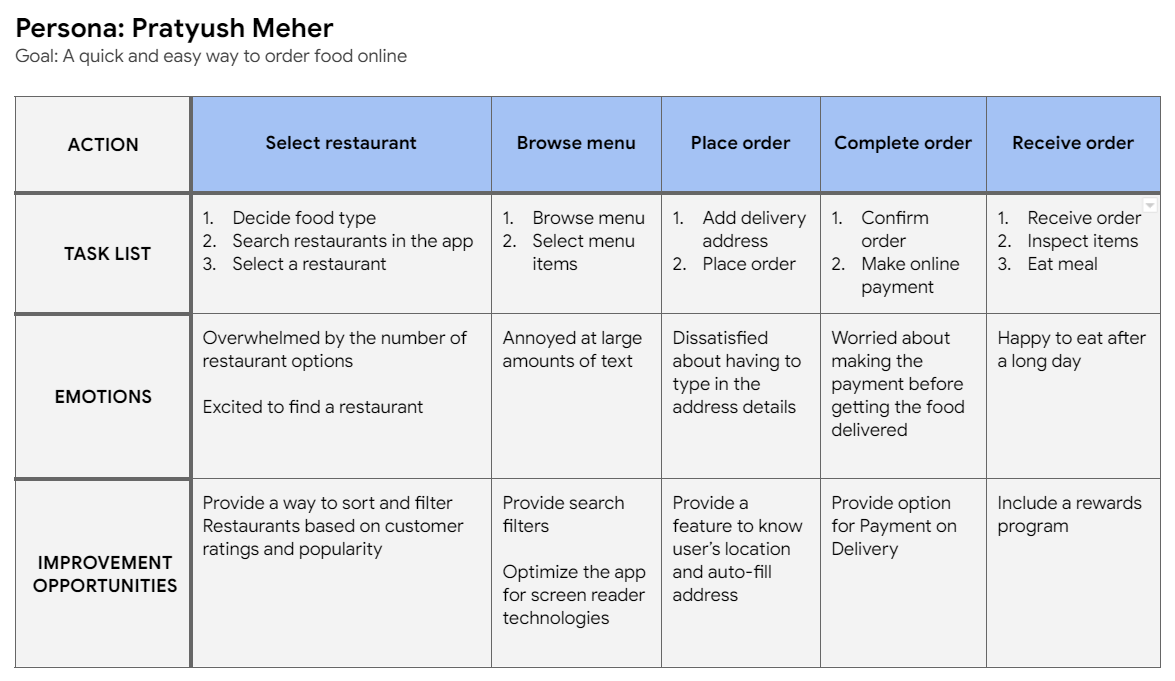 Persona: Pratyush Meher
Goal: A quick and easy way to order food online
ACTION
Select restaurant
Browse menu
Place order
Complete order
Receive order
TASK LIST
1. Decide food type
2. Search restaurants in the app
3. Select a restaurant
1. Browse menu
2. Select menu
items
1. Add delivery
address
2. Place order
1. Confirm
order
2. Make online
payment
1. Receive order
2. Inspect items
3. Eat meal
EMOTIONS
Overwhelmed by the number of
restaurant options
Excited to find a restaurant
Annoyed at large
amounts of text
Dissatisfied
about having to
type in the
address details
Worried about
making the
payment before
getting the food
delivered
Happy to eat after
a long day
IMPROVEMENT
OPPORTUNITIES
Provide a way to sort and filter
Restaurants based on customer
ratings and popularity
Provide search
filters
Optimize the app
for screen reader
technologies
Provide a
feature to know
user's location
and auto-fill
address
Provide option
for Payment on
Delivery
Include a rewards
program